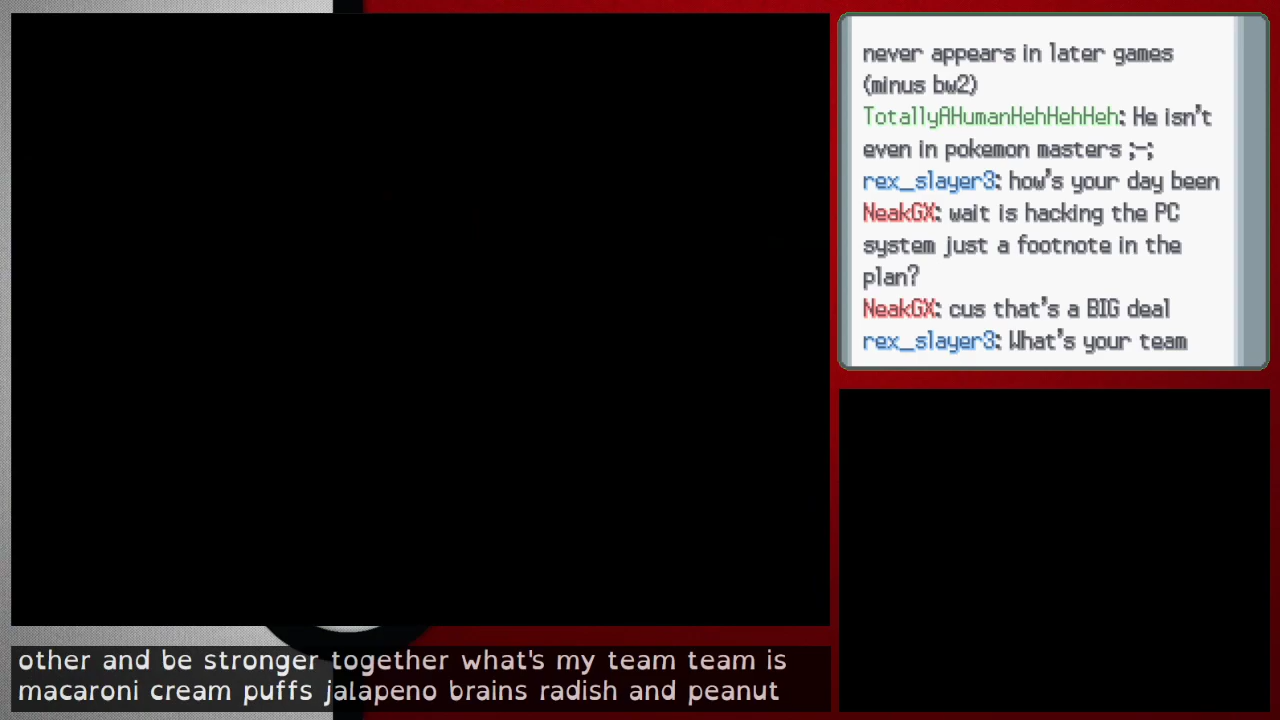 never appears in later games
(minus bw2)
TotallyAHumanHehHehHeh: He isn't
even in pokemon masters ;-;
rex_slayer3: how's your day been
NeakGX: wait is hacking the PC
system just a footnote in the
plan?
NeakGX: cus that's a BIG deal
rex_slayer3: What's your team
other and be stronger together what's my team team is
macaroni cream puffs jalapeno brains radish and peanut